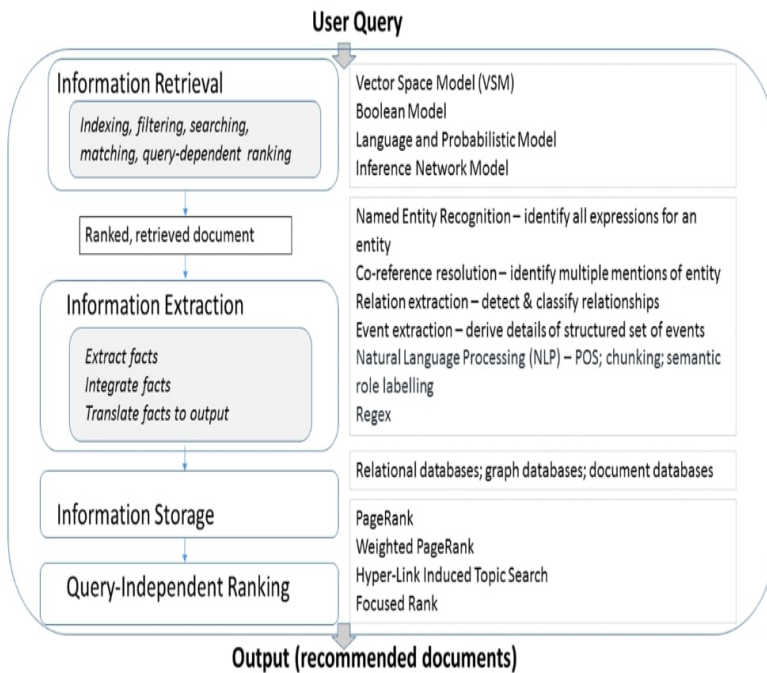 User Query
Information Retrieval
Indexing, filtering, searching,
matching, query-dependent ranking
Vector Space Model (VSM)
Boolean Model
Language and Probabilistic Model
Inference Network Model
Ranked, retrieved document
Named Entity Recognition – identify all expressions for an
entity
Co-reference resolution – identify multiple mentions of entity
Relation extraction – detect & classify relationships
Event extraction – derive details of structured set of events
Natural Language Processing (NLP) – POS; chunking; semantic
role labelling
Regex
Information Extraction
Extract facts
Integrate facts
Translate facts to output
Information Storage
Relational databases; graph databases; document databases
Query-Independent Ranking
PageRank
Weighted PageRank
Hyper-Link Induced Topic Search
Focused Rank
Output (recommended documents)